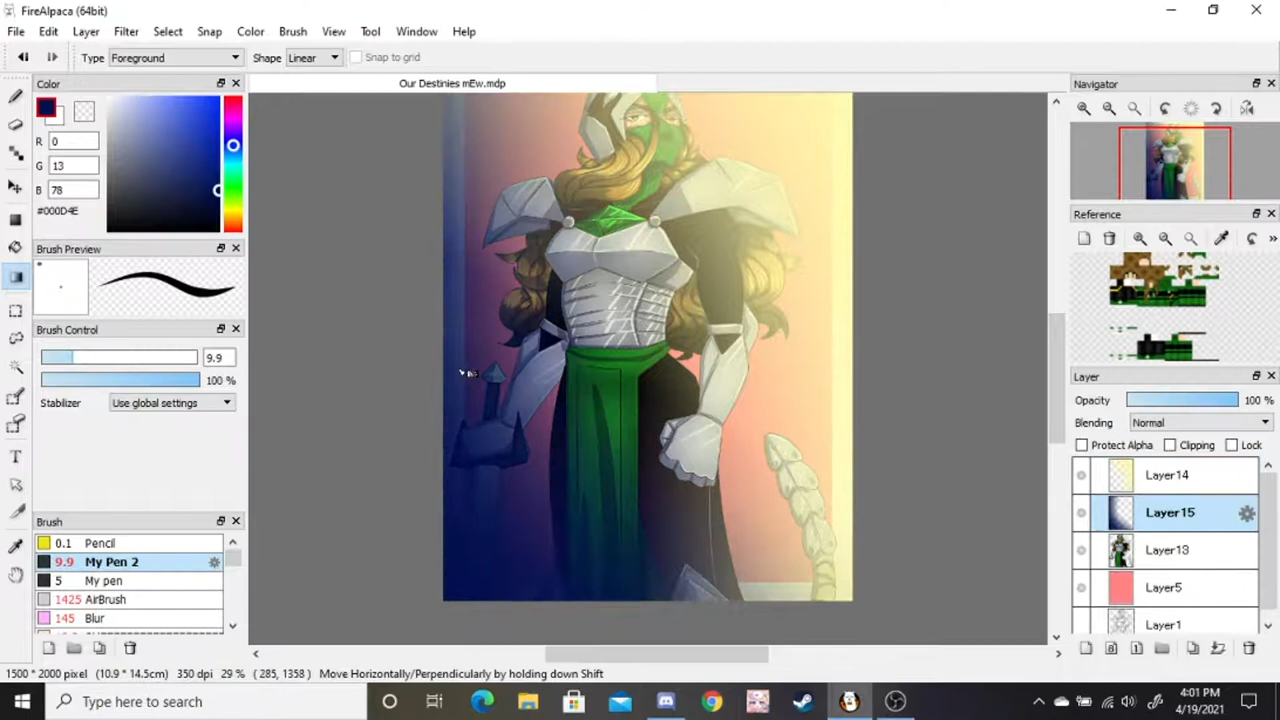 FireAlpaca (64bit)
File Edit Layer Filter Select Snap Color Brush View Tool Window Help
Type Foreground Shape Linear Snap to grid
Our Destinies mEw.mdp
Color
R 0
G 13
B 78
#000D4E
Brush Preview
Brush Control
9.9
100 %
Stabilizer Use global settings
Brush
0.1 Pencil
9.9 My Pen 2
5 My pen
1425 AirBrush
145 Blur
Navigator
Reference
Layer
Opacity 100 %
Blending Normal
Protect Alpha Clipping Lock
Layer14
Layer15
Layer13
Layer5
Layer1
1500 * 2000 pixel (10.9 * 14.5cm) 350 dpi 29 % ( 285, 1358 ) Move Horizontally/Perpendicularly by holding down Shift
Type here to search
4:01 PM
4/19/2021